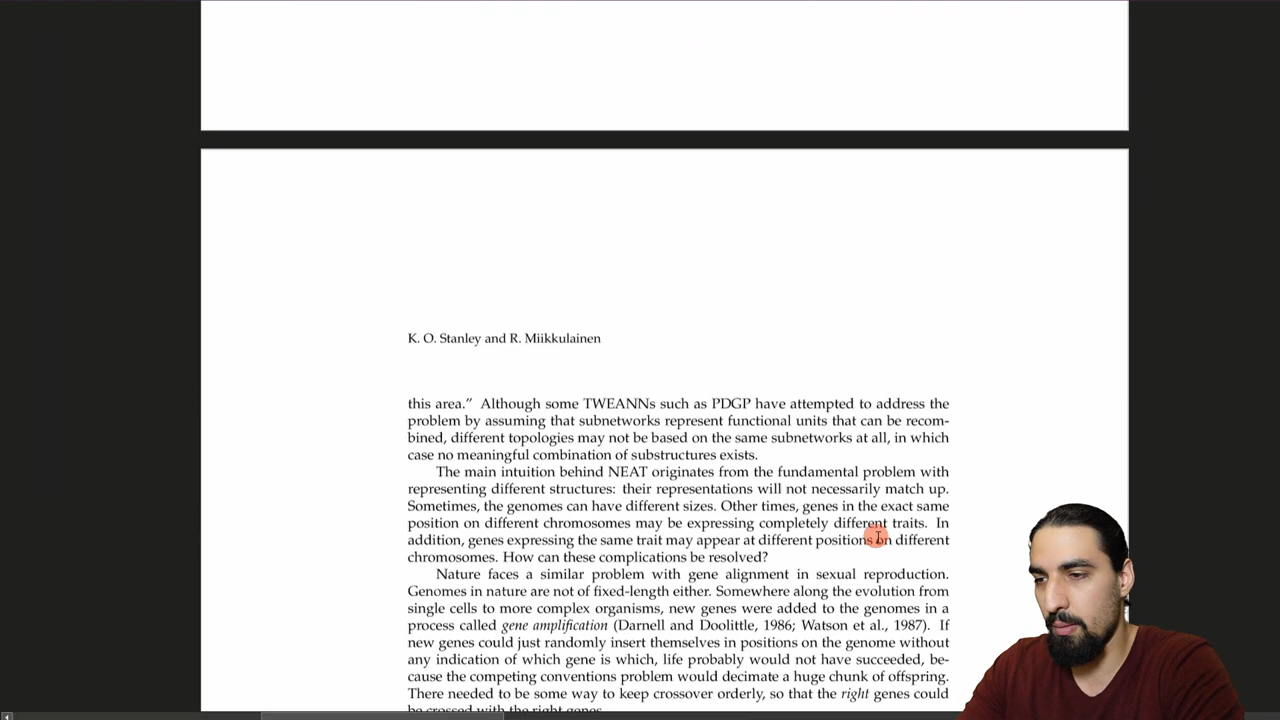 K. O. Stanley and R. Miikkulainen
this area.” Although some TWEANNs such as PDGP have attempted to address the
problem by assuming that subnetworks represent functional units that can be recom-
bined, different topologies may not be based on the same subnetworks at all, in which
case no meaningful combination of substructures exists.
The main intuition behind NEAT originates from the fundamental problem with
representing different structures: their representations will not necessarily match up.
Sometimes, the genomes can have different sizes. Other times, genes in the exact same
position on different chromosomes may be expressing completely different traits. In
addition, genes expressing the same trait may appear at different positions on different
chromosomes. How can these complications be resolved?
Nature faces a similar problem with gene alignment in sexual reproduction.
Genomes in nature are not of fixed-length either. Somewhere along the evolution from
single cells to more complex organisms, new genes were added to the genomes in a
process called gene amplification (Darnell and Doolittle, 1986; Watson et al., 1987). If
new genes could just randomly insert themselves in positions on the genome without
any indication of which gene is which, life probably would not have succeeded, be-
cause the competing conventions problem would decimate a huge chunk of offspring.
There needed to be some way to keep crossover orderly, so that the right genes could
be crossed with the right genes.